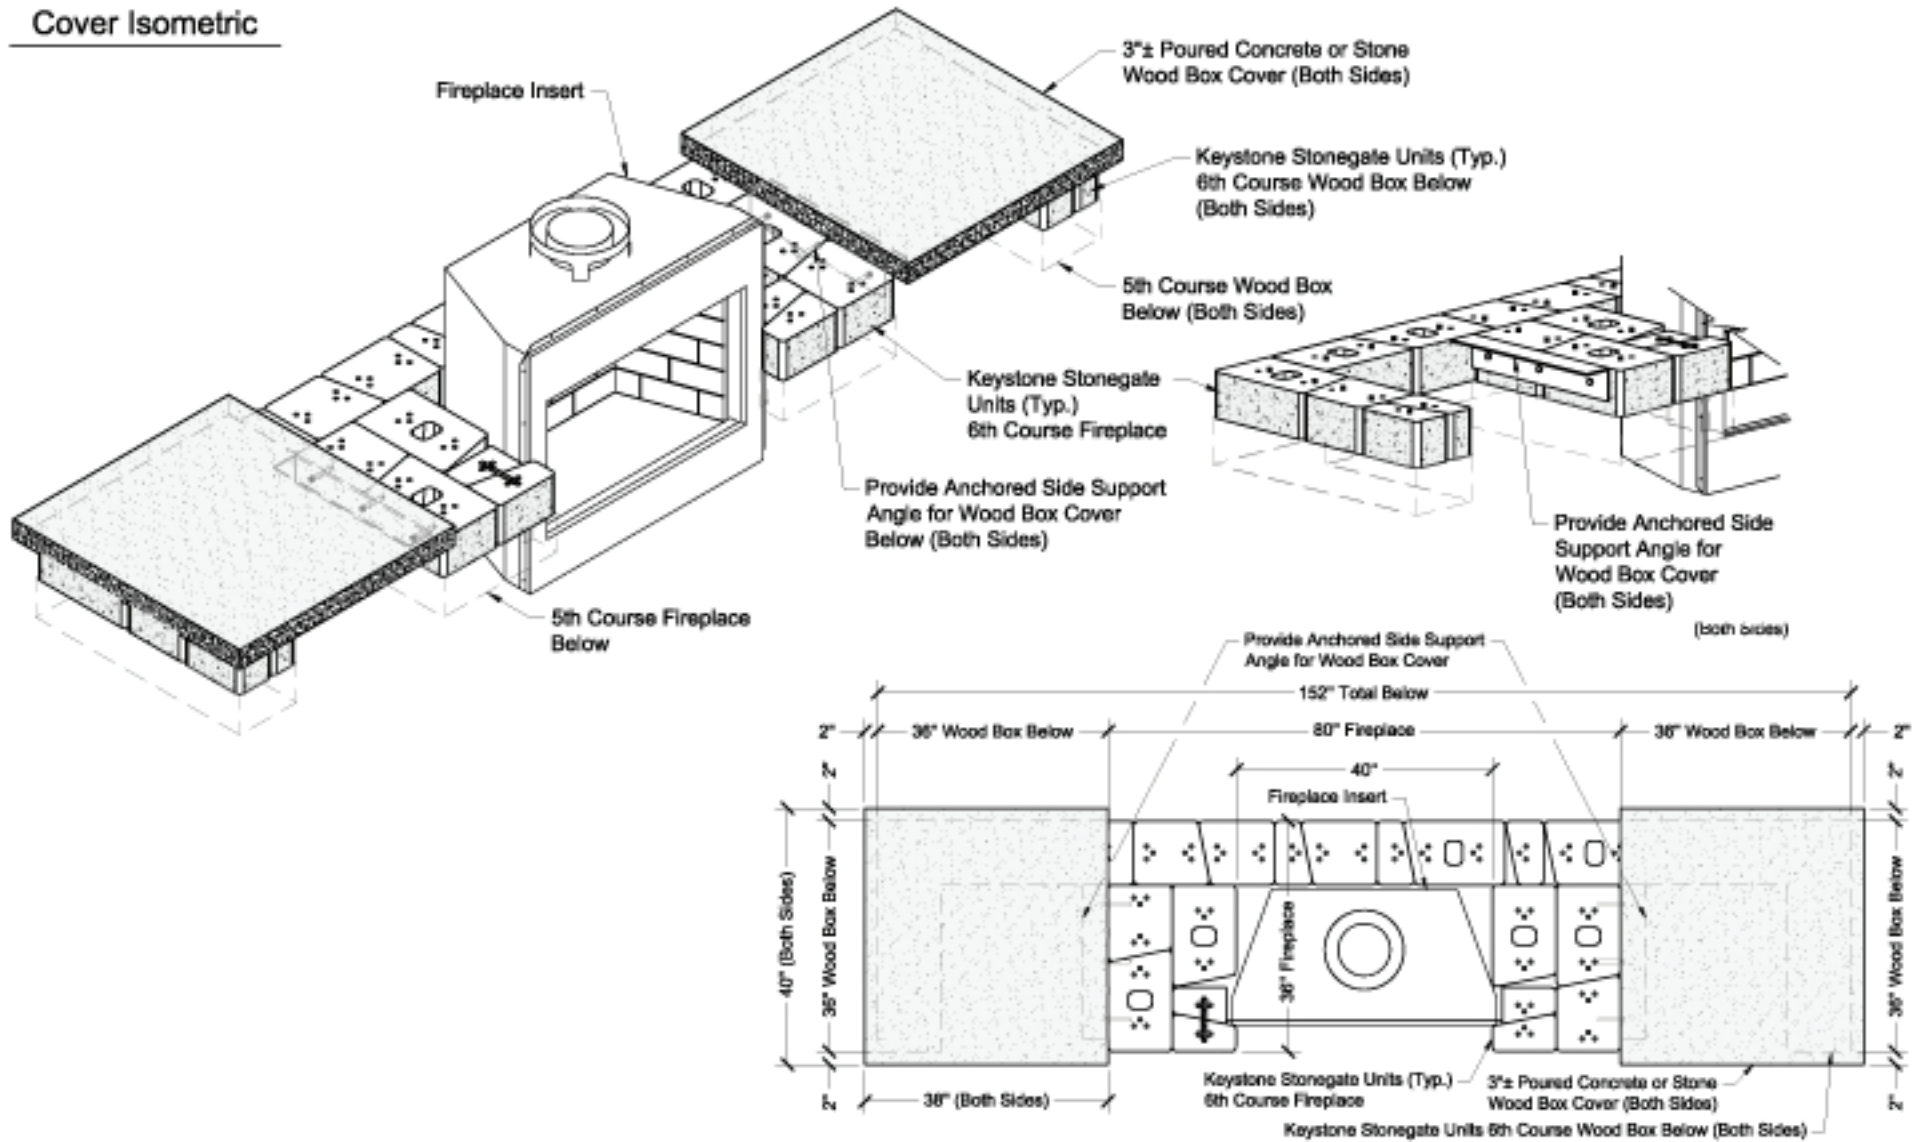 Cover Isometric
Fireplace Insert
3"± Poured Concrete or Stone
Wood Box Cover (Both Sides)
Keystone Stonegate Units (Typ.)
6th Course Wood Box Below
(Both Sides)
5th Course Wood Box
Below (Both Sides)
Keystone Stonegate
Units (Typ.)
6th Course Fireplace
Provide Anchored Side Support
Angle for Wood Box Cover
Below (Both Sides)
5th Course Fireplace
Below
Provide Anchored Side
Support Angle for
Wood Box Cover
(Both Sides)
(Both Sides)
Provide Anchored Side Support
Angle for Wood Box Cover
152" Total Below
2"
36" Wood Box Below
80" Fireplace
36" Wood Box Below
2"
2"
40"
2"
Fireplace Insert
40" (Both Sides)
36" Wood Box Below
36" Fireplace
36" Wood Box Below
2"
38" (Both Sides)
Keystone Stonegate Units (Typ.)
6th Course Fireplace
3"± Poured Concrete or Stone
Wood Box Cover (Both Sides)
2"
Keystone Stonegate Units 6th Course Wood Box Below (Both Sides)